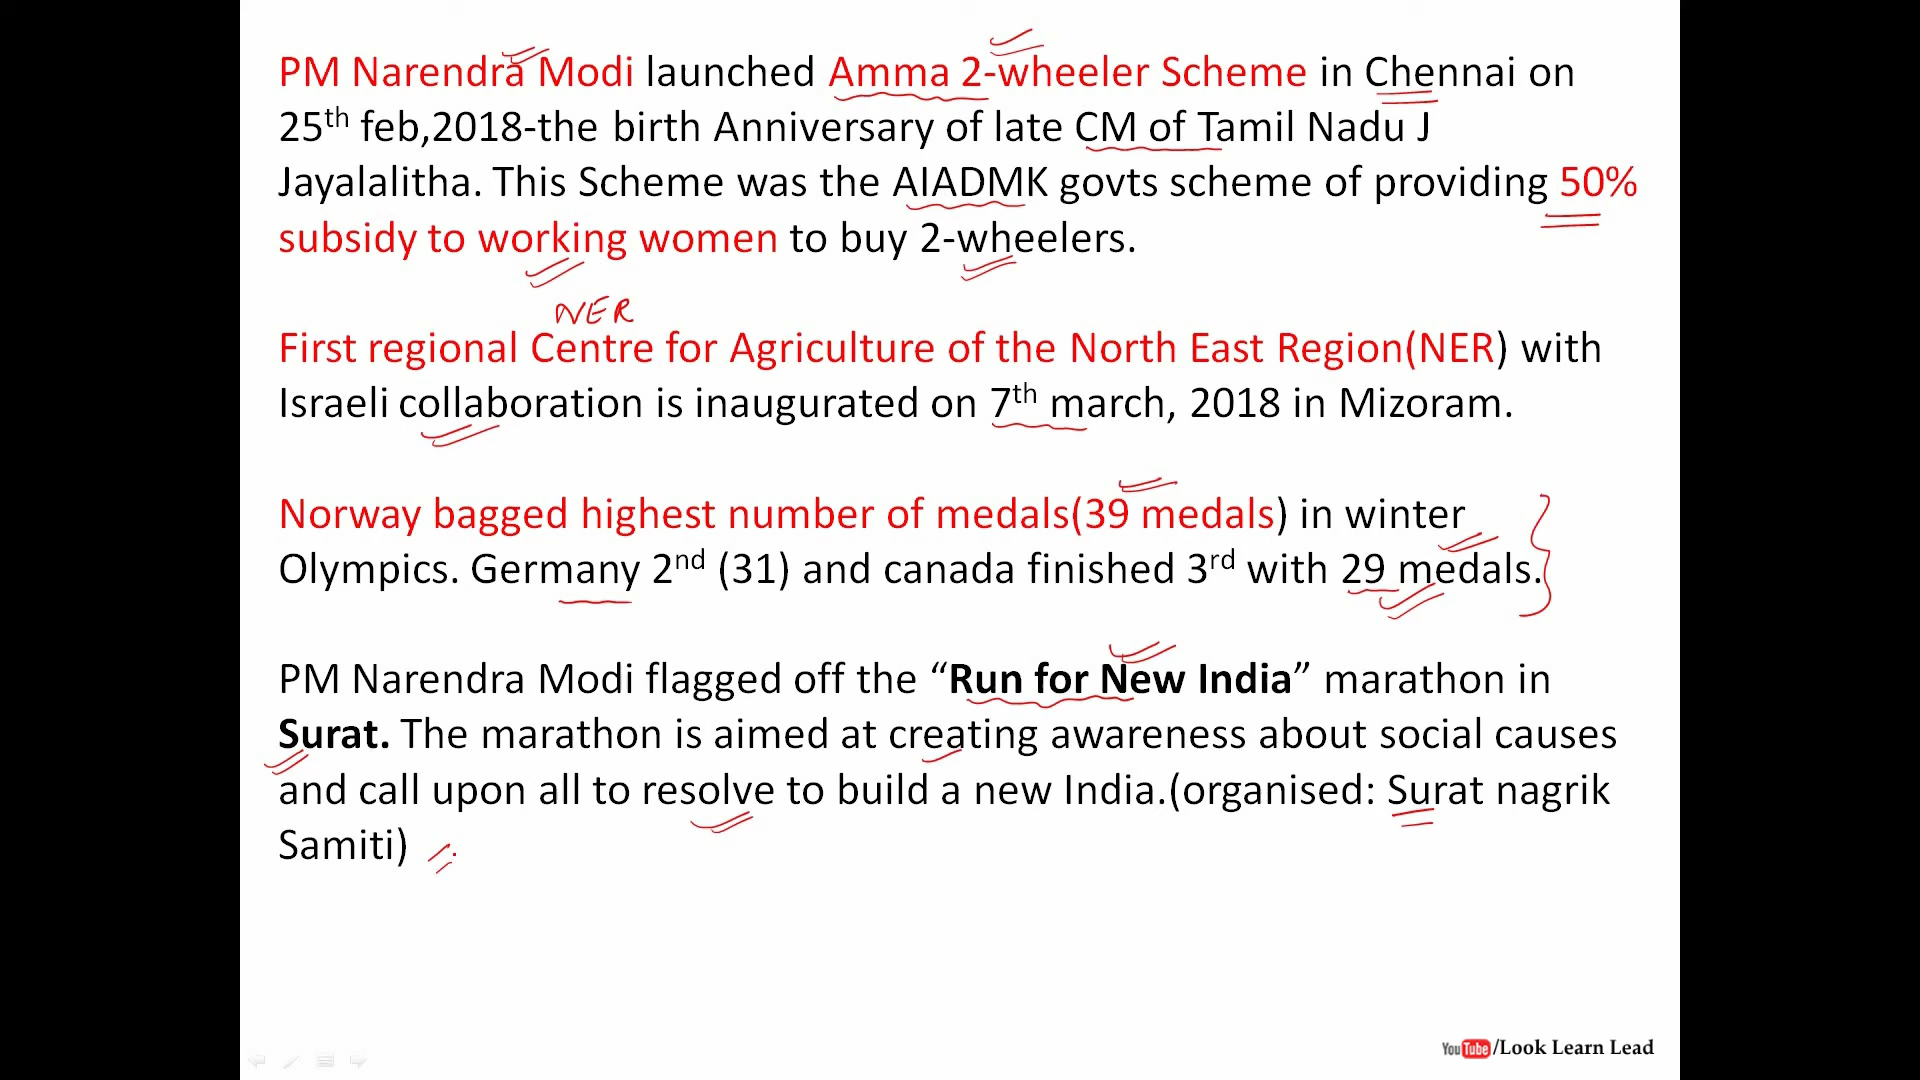 PM Narendra Modi launched Amma 2-wheeler Scheme in Chennai on
25th feb,2018-the birth Anniversary of late CM of Tamil Nadu J
Jayalalitha. This Scheme was the AIADMK govts scheme of providing 50%
subsidy to working women to buy 2-wheelers.
NER
First regional Centre for Agriculture of the North East Region(NER) with
Israeli collaboration is inaugurated on 7th march, 2018 in Mizoram.
Norway bagged highest number of medals(39 medals) in winter
Olympics. Germany 2nd (31) and canada finished 3rd with 29 medals.
PM Narendra Modi flagged off the “Run for New India” marathon in
Surat. The marathon is aimed at creating awareness about social causes
and call upon all to resolve to build a new India.(organised: Surat nagrik
Samiti)
YouTube/Look Learn Lead